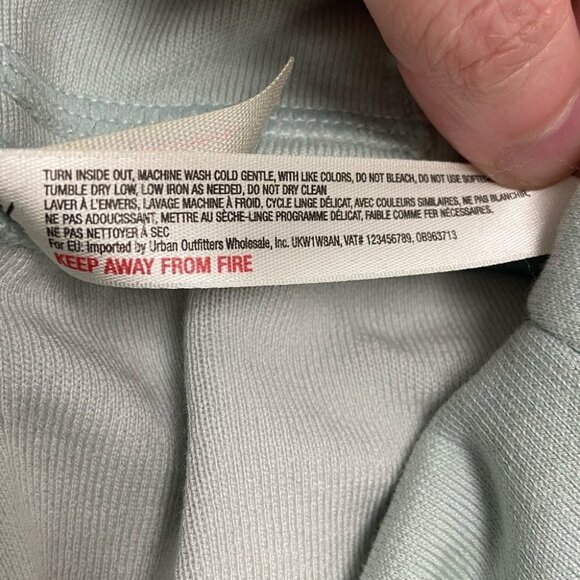 TURN INSIDE OUT, MACHINE WASH COLD GENTLE, WITH LIKE COLORS, DO NOT BLEACH, DO NOT USE
TUMBLE DRY LOW, LOW IRON AS NEEDED, DO NOT DRY CLEAN
LAVER À L'ENVERS, LAVAGE MACHINE À FROID, CYCLE LINGE DÉLICAT, AVEC COULEURS SIMILAIRES, NE PAS BLANCHIR,
NE PAS ADOUCISSANT, METTRE AU SÈCHE-LINGE PROGRAMME DÉLICAT, FAIBLE COMME FER NÉCESSAIRES.
NE PAS NETTOYER À SEC
For EU: Imported by Urban Outfitters Wholesale, Inc. UKW1W8AN, VAT# 123456789, OB963713
KEEP AWAY FROM FIRE